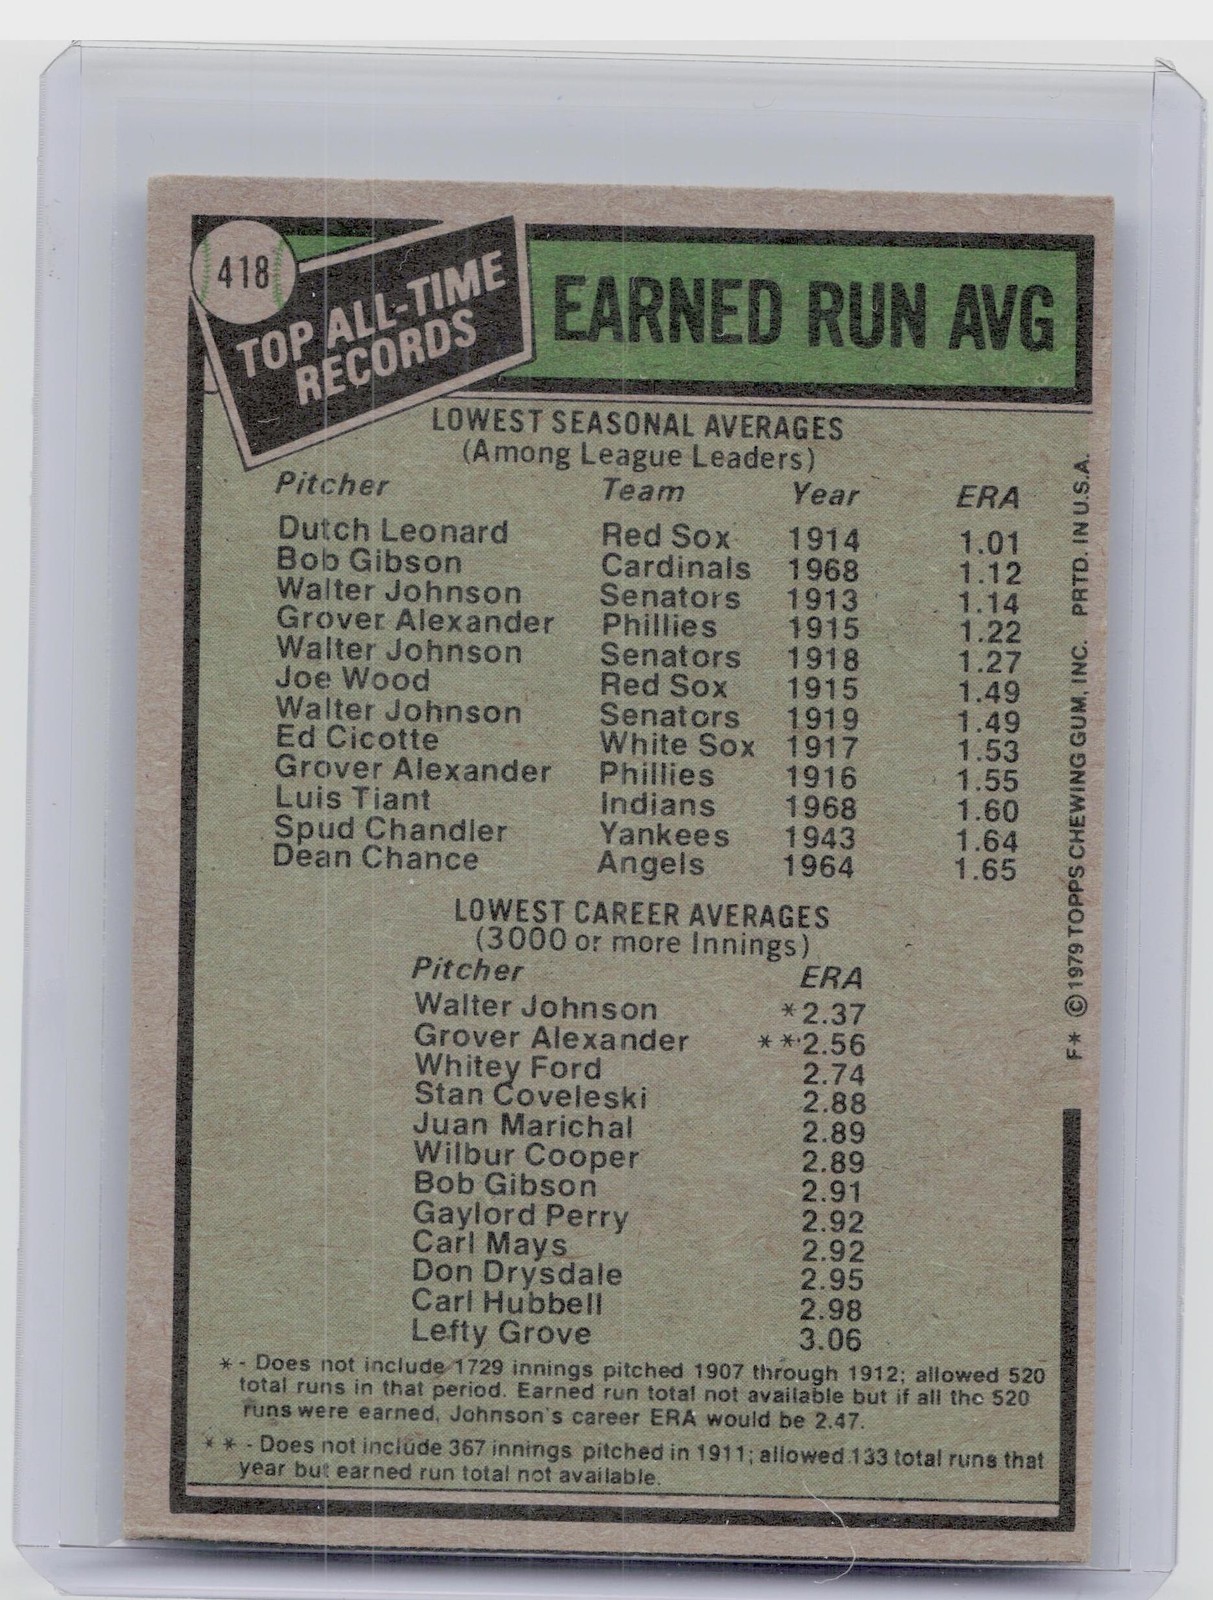 418
TOP ALL-TIME
RECORDS
EARNED RUN AVG
LOWEST SEASONAL AVERAGES
(Among League Leaders)
Pitcher Team Year ERA
Dutch Leonard Red Sox 1914 1.01
Bob Gibson Cardinals 1968 1.12
Walter Johnson Senators 1913 1.14
Grover Alexander Phillies 1915 1.22
Walter Johnson Senators 1918 1.27
Joe Wood Red Sox 1915 1.49
Walter Johnson Senators 1919 1.49
Ed Cicotte White Sox 1917 1.53
Grover Alexander Phillies 1916 1.55
Luis Tiant Indians 1968 1.60
Spud Chandler Yankees 1943 1.64
Dean Chance Angels 1964 1.65
LOWEST CAREER AVERAGES
(3000 or more Innings)
Pitcher ERA
Walter Johnson *2.37
Grover Alexander **2.56
Whitey Ford 2.74
Stan Coveleski 2.88
Juan Marichal 2.89
Wilbur Cooper 2.89
Bob Gibson 2.91
Gaylord Perry 2.92
Carl Mays 2.92
Don Drysdale 2.95
Carl Hubbell 2.98
Lefty Grove 3.06
* - Does not include 1729 innings pitched 1907 through 1912; allowed 520
total runs in that period. Earned run total not available but if all the 520
runs were earned, Johnson's career ERA would be 2.47.
** - Does not include 367 innings pitched in 1911; allowed 133 total runs that
year but earned run total not available.
F* © 1979 TOPPS CHEWING GUM, INC. PRTD. IN U.S.A.